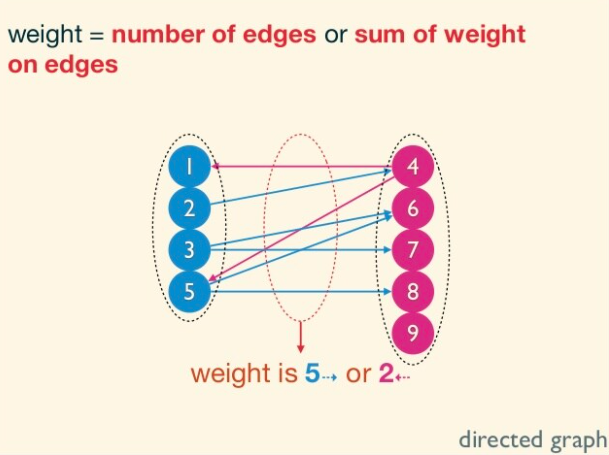 weight = number of edges or sum of weight
on edges
1 4
2 6
3 7
5 8
9
weight is 5⇢ or 2⇠
directed graph